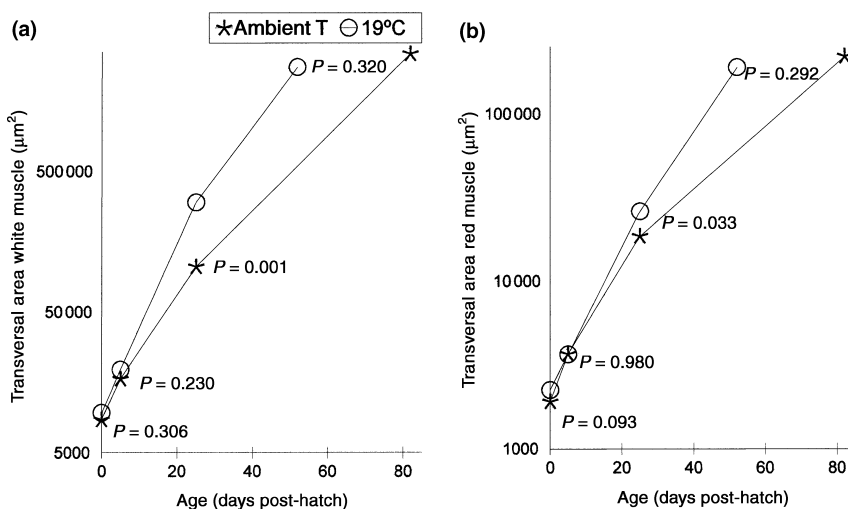 (a)
Ambient T 19ºC
(b)
Transversal area white muscle (µm²)
500 000
50 000
5000
P = 0.320
P = 0.001
P = 0.230
P = 0.306
0 20 40 60 80
Age (days post-hatch)
Transversal area red muscle (µm²)
100 000
10 000
1000
P = 0.292
P = 0.033
P = 0.980
P = 0.093
0 20 40 60 80
Age (days post-hatch)